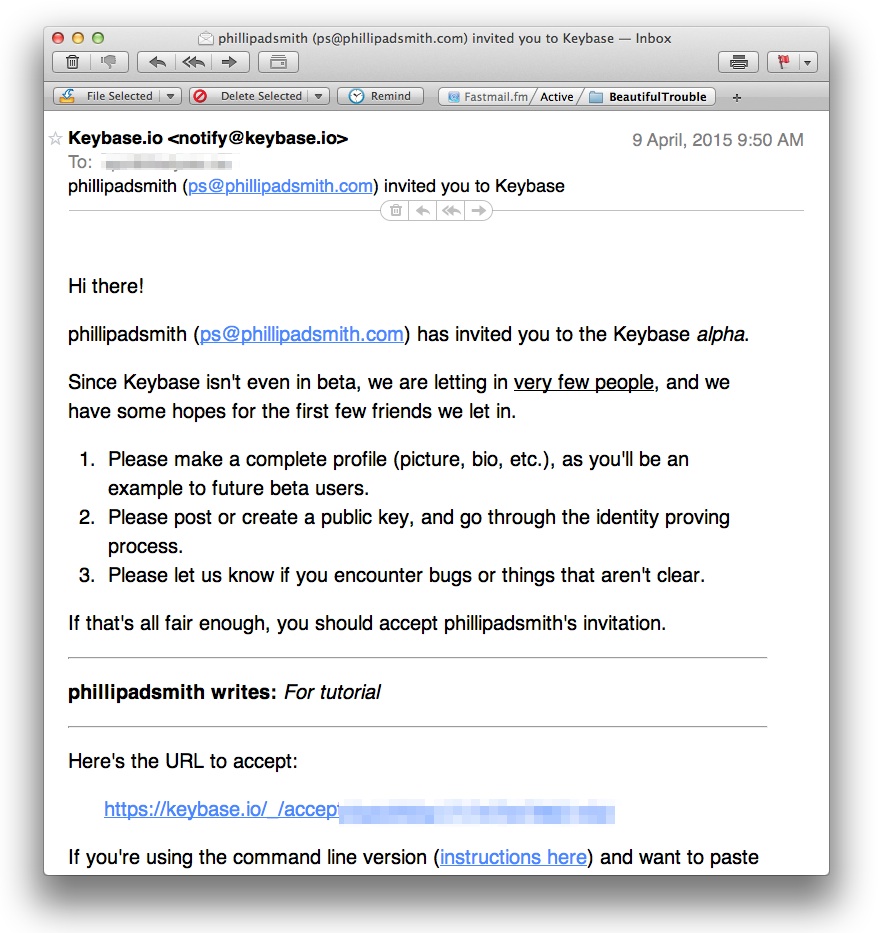 phillipadsmith (ps@phillipadsmith.com) invited you to Keybase — Inbox
File Selected Delete Selected Remind Fastmail.fm Active BeautifulTrouble +
Keybase.io <notify@keybase.io> 9 April, 2015 9:50 AM
To:
phillipadsmith (ps@phillipadsmith.com) invited you to Keybase
Hi there!
phillipadsmith (ps@phillipadsmith.com) has invited you to the Keybase alpha.
Since Keybase isn't even in beta, we are letting in very few people, and we
have some hopes for the first few friends we let in.
1. Please make a complete profile (picture, bio, etc.), as you'll be an
example to future beta users.
2. Please post or create a public key, and go through the identity proving
process.
3. Please let us know if you encounter bugs or things that aren't clear.
If that's all fair enough, you should accept phillipadsmith's invitation.
phillipadsmith writes: For tutorial
Here's the URL to accept:
https://keybase.io/_/accept
If you're using the command line version (instructions here) and want to paste